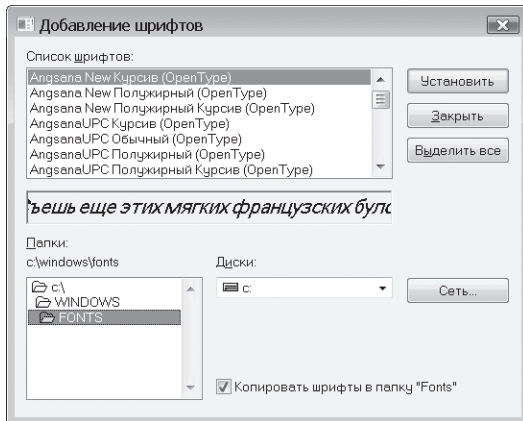 Добавление шрифтов
Список шрифтов:
Angsana New Курсив (OpenType)
Angsana New Полужирный (OpenType)
Angsana New Полужирный Курсив (OpenType)
AngsanaUPC Курсив (OpenType)
AngsanaUPC Обычный (OpenType)
AngsanaUPC Полужирный (OpenType)
AngsanaUPC Полужирный Курсив (OpenType)
Установить
Закрыть
Выделить все
ъешь еще этих мягких французских було
Папки:
c:\windows\fonts
c:\
WINDOWS
FONTS
Диски:
c:
Сеть...
Копировать шрифты в папку "Fonts"